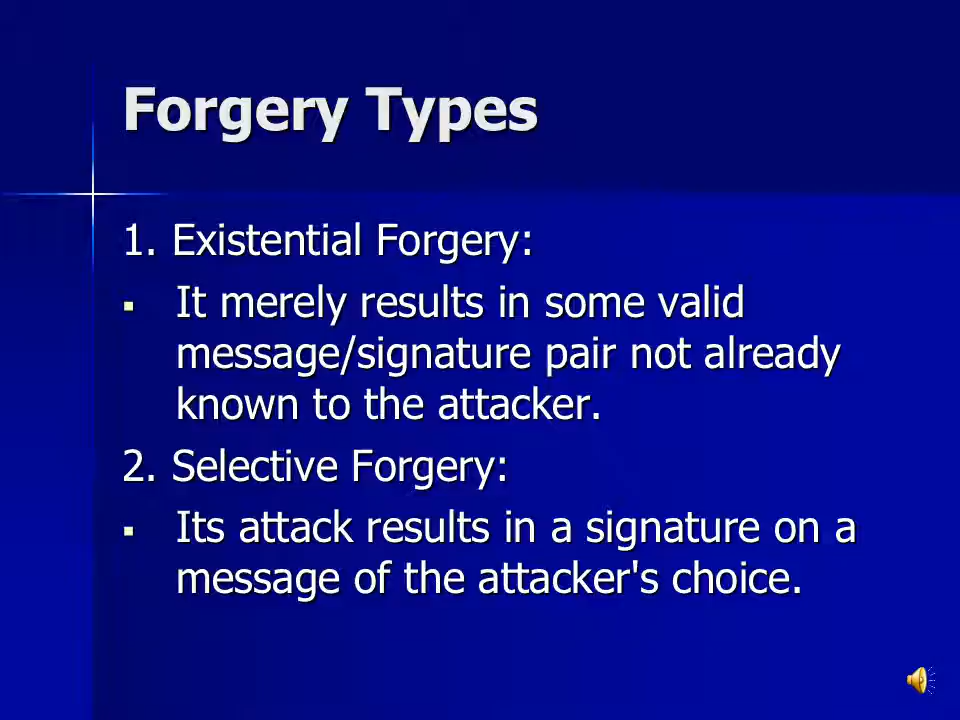 Forgery Types
1. Existential Forgery:
▪ It merely results in some valid
message/signature pair not already
known to the attacker.
2. Selective Forgery:
▪ Its attack results in a signature on a
message of the attacker's choice.